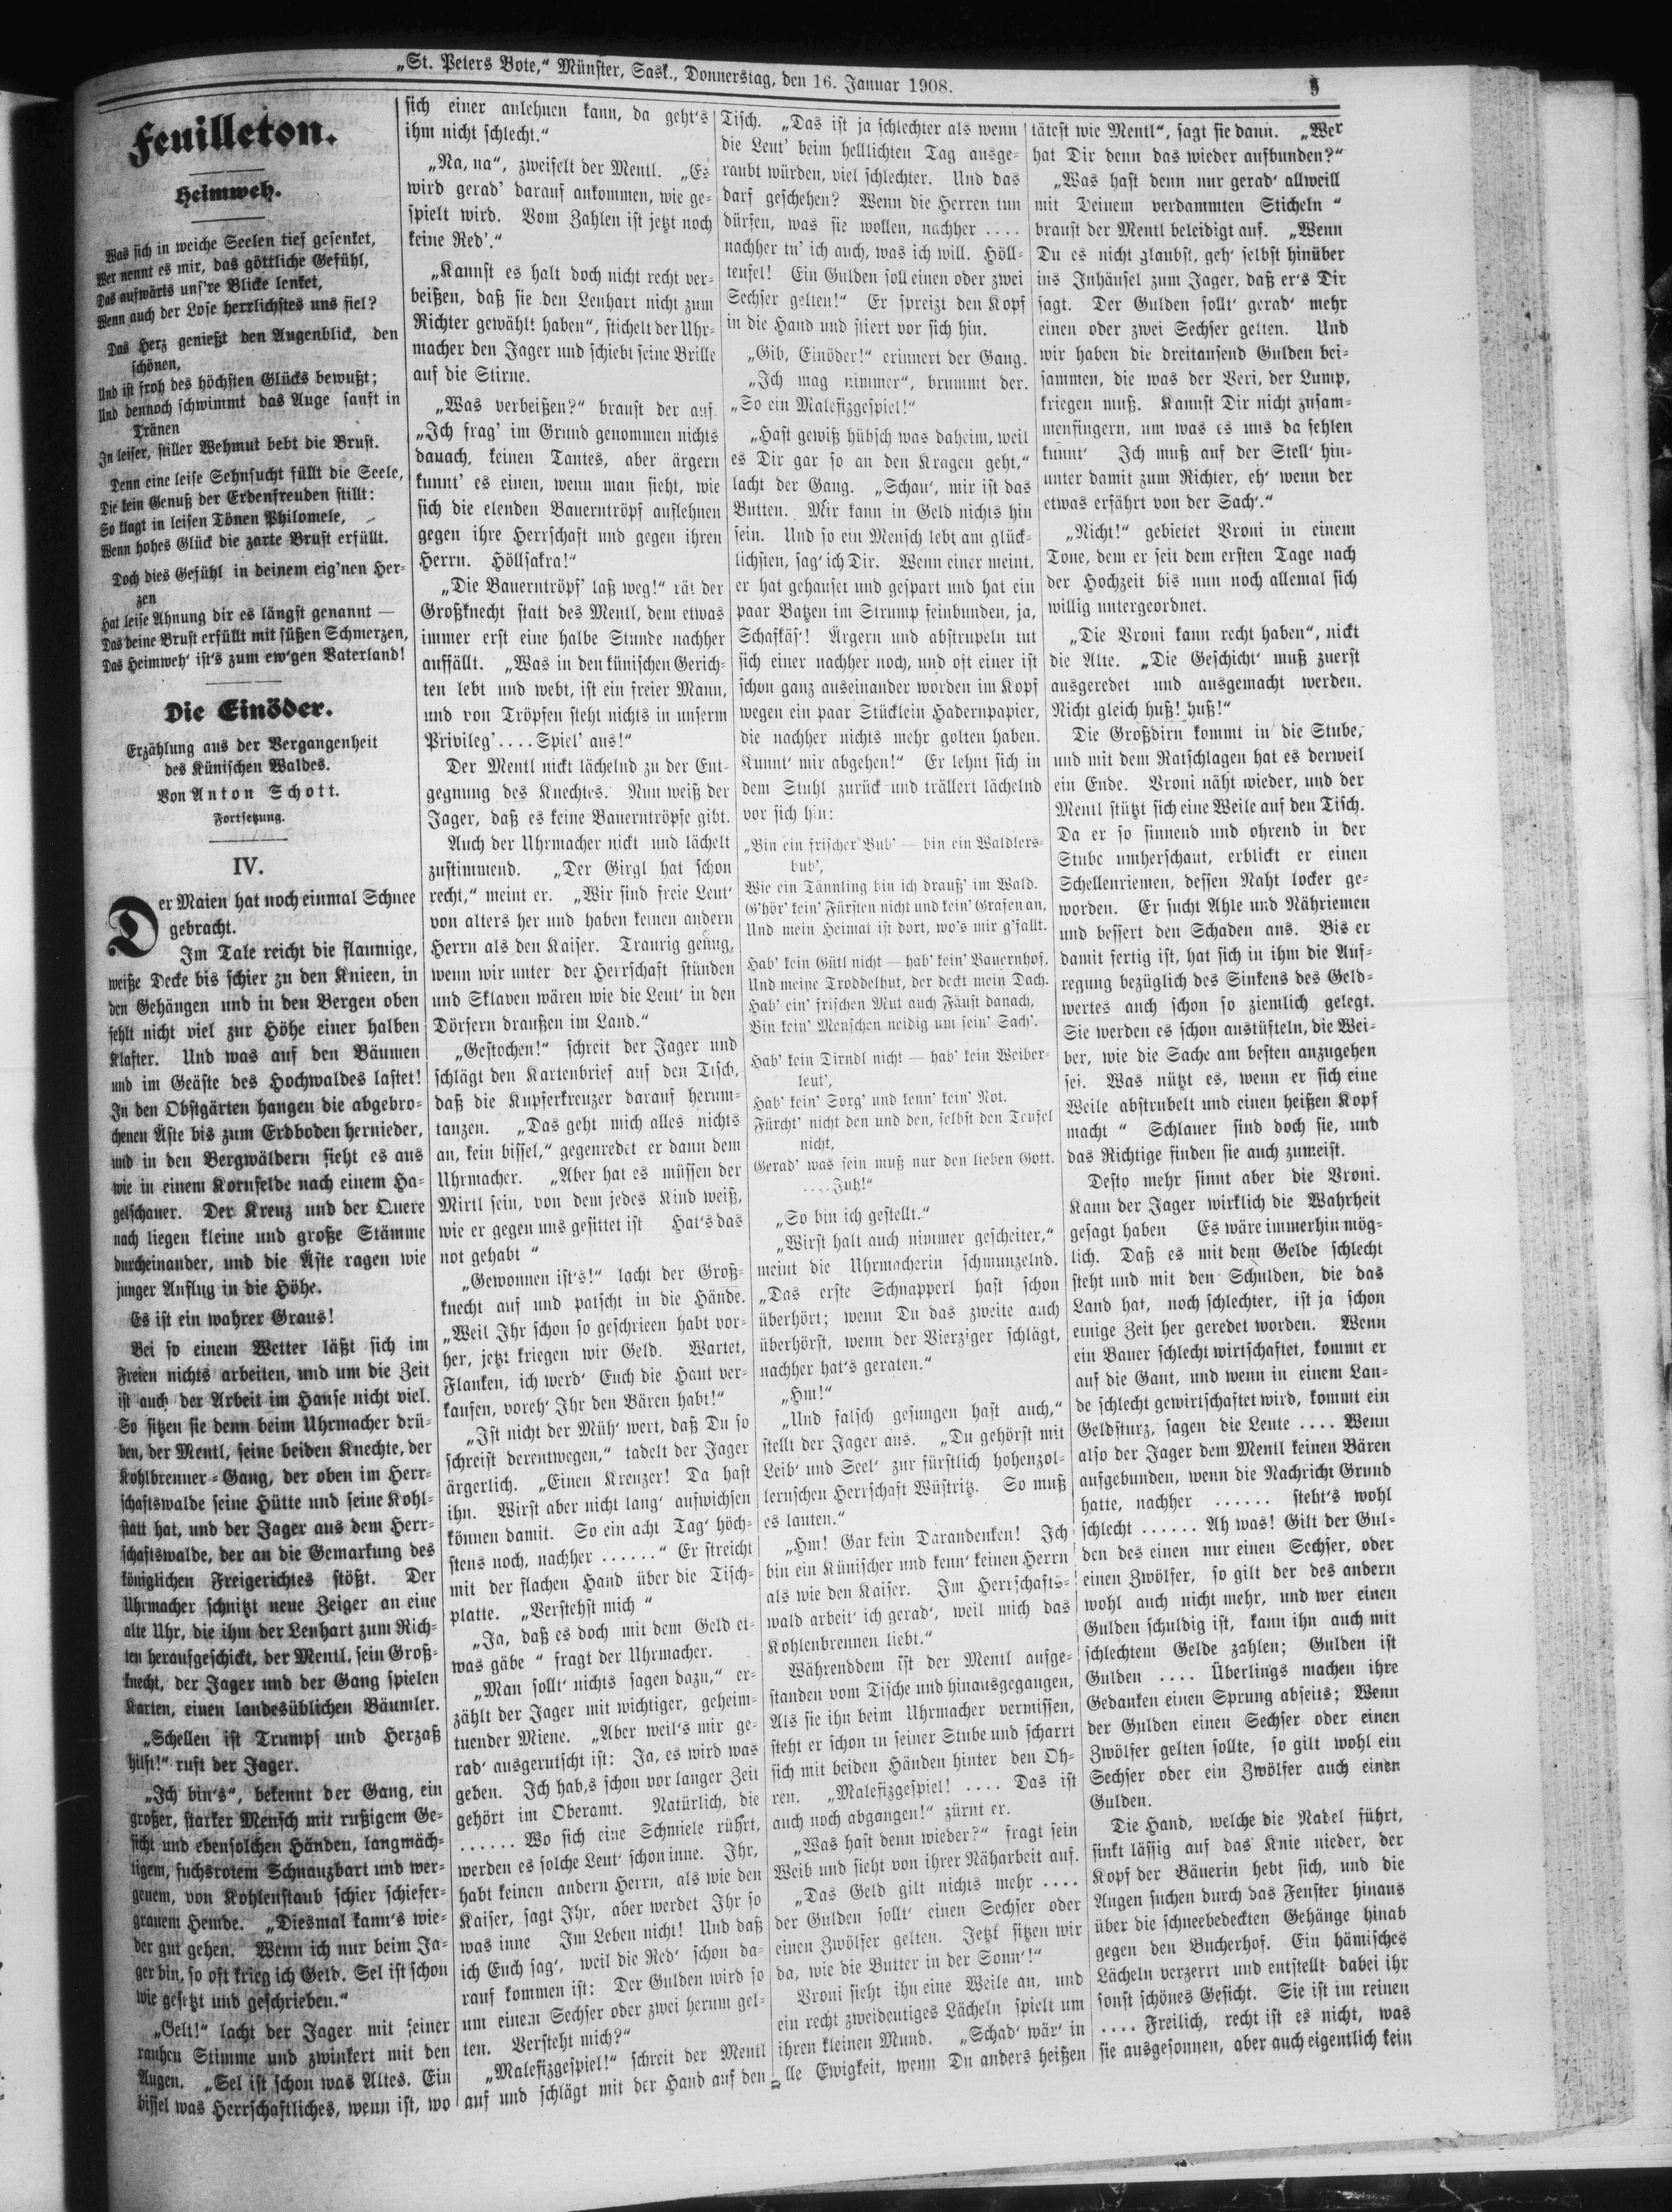 „St. Peters Bote,“ Münster, Sask., Donnerstag, den 16. Januar 1908.
Feuilleton.
Heimweh.
Was sich in weiche Seelen tief gesenket,
Wer nennt es mir, das göttliche Gefühl,
Das aufwärts uns're Blicke lenket,
Wenn auch der Lose herrlichstes uns fiel?
Das Herz genießt den Augenblick, den
schönen,
Und ist froh des höchsten Glücks bewußt;
Und dennoch schwimmt das Auge sanft in
Tränen
In leiser, stiller Wehmut bebt die Brust.
Denn eine leise Sehnsucht füllt die Seele,
Die kein Genuß der Erdenfreuden stillt:
So klagt in leisen Tönen Philomele,
Wenn hohes Glück die zarte Brust erfüllt.
Doch dies Gefühl in deinem eig'nen Her-
zen
Hat leise Ahnung dir es längst genannt —
Das deine Brust erfüllt mit süßen Schmerzen,
Das Heimweh' ist's zum ew'gen Vaterland!
Die Einöder.
Erzählung aus der Vergangenheit
des Künischen Waldes.
Von Anton Schott.
Fortsetzung.
IV.
Der Maien hat noch einmal Schnee
gebracht.
Im Tale reicht die flaumige,
weiße Decke bis schier zu den Knieen, in
den Gehängen und in den Bergen oben
fehlt nicht viel zur Höhe einer halben
Klafter. Und was auf den Bäumen
und im Geäste des Hochwaldes lastet!
In den Obstgärten hangen die abgebro-
chenen Äste bis zum Erdboden hernieder,
und in den Bergwäldern sieht es aus
wie in einem Kornfelde nach einem Ha-
gelschauer. Der Kreuz und der Quere
nach liegen kleine und große Stämme
durcheinander, und die Äste ragen wie
junger Anflug in die Höhe.
Es ist ein wahrer Graus!
Bei so einem Wetter läßt sich im
Freien nichts arbeiten, und um die Zeit
ist auch der Arbeit im Hause nicht viel.
So sitzen sie denn beim Uhrmacher drü-
ben, der Mentl, seine beiden Knechte, der
Kohlbrenner-Gang, der oben im Herr-
schaftswalde seine Hütte und seine Kohl-
statt hat, und der Jager aus dem Herr-
schaftswalde, der an die Gemarkung des
königlichen Freigerichtes stößt. Der
Uhrmacher schnitzt neue Zeiger an eine
alte Uhr, die ihm der Lenhart zum Rich-
ten heraufgeschickt, der Mentl, sein Groß-
knecht, der Jager und der Gang spielen
Karten, einen landesüblichen Bäumler.
„Schellen ist Trumpf und Herzaß
hilft!“ ruft der Jager.
„Ich bin's“, bekennt der Gang, ein
großer, starker Mensch mit rußigem Ge-
sicht und ebensolchen Händen, langmäch-
tigem, fuchsrotem Schnauzbart und wer-
genem, von Kohlenstaub schier schiefer-
grauem Hemde. „Diesmal kann's wie-
der gut gehen. Wenn ich nur beim Ja-
ger bin, so oft krieg ich Geld. Sel ist schon
wie gesetzt und geschrieben.“
„Gelt!“ lacht der Jager mit seiner
rauhen Stimme und zwinkert mit den
Augen. „Sel ist schon was Altes. Ein
bissel was Herrschaftliches, wenn ist, wo
sich einer anlehnen kann, da geht's
ihm nicht schlecht.“
„Na, na“, zweifelt der Mentl. „Es
wird gerad' darauf ankommen, wie ge-
spielt wird. Vom Zahlen ist jetzt noch
keine Red'.“
„Kannst es halt doch nicht recht ver-
beißen, daß sie den Lenhart nicht zum
Richter gewählt haben“, stichelt der Uhr-
macher den Jager und schiebt seine Brille
auf die Stirne.
„Was verbeißen?“ braust der auf.
„Ich frag' im Grund genommen nichts
danach, keinen Tantes, aber ärgern
kunnt' es einen, wenn man sieht, wie
sich die elenden Bauerntröpf auflehnen
gegen ihre Herrschaft und gegen ihren
Herrn. Höllsakra!“
„Die Bauerntröpf' laß weg!“ rät der
Großknecht statt des Mentl, dem etwas
immer erst eine halbe Stunde nachher
auffällt. „Was in den künischen Gerich-
ten lebt und webt, ist ein freier Mann,
und von Tröpfen steht nichts in unserm
Privileg'.... Spiel' aus!“
Der Mentl nickt lächelnd zu der Ent-
gegnung des Knechtes. Nun weiß der
Jager, daß es keine Bauerntröpfe gibt.
Auch der Uhrmacher nickt und lächelt
zustimmend. „Der Girgl hat schon
recht,“ meint er. „Wir sind freie Leut'
von alters her und haben keinen andern
Herrn als den Kaiser. Traurig genug,
wenn wir unter der Herrschaft stünden
und Sklaven wären wie die Leut' in den
Dörfern draußen im Land.“
„Gestochen!“ schreit der Jager und
schlägt den Kartenbrief auf den Tisch,
daß die Kupferkreuzer darauf herum-
tanzen. „Das geht mich alles nichts
an, kein bissel,“ gegenredet er dann dem
Uhrmacher. „Aber hat es müssen der
Mirtl sein, von dem jedes Kind weiß,
wie er gegen uns gesittet ist Hat's das
not gehabt “
„Gewonnen ist's!“ lacht der Groß-
knecht auf und patscht in die Hände.
„Weil Ihr schon so geschrieen habt vor-
her, jetzt kriegen wir Geld. Wartet,
Flanken, ich werd' Euch die Haut ver-
kaufen, voreh' Ihr den Bären habt!“
„Ist nicht der Müh' wert, daß Du so
schreist derentwegen,“ tadelt der Jager
ärgerlich. „Einen Kreuzer! Da hast
ihn. Wirst aber nicht lang' aufwichsen
können damit. So ein acht Tag' höch-
stens noch, nachher ......“ Er streicht
mit der flachen Hand über die Tisch-
platte. „Verstehst mich “
„Ja, daß es doch mit dem Geld et-
was gäbe “ fragt der Uhrmacher.
„Man sollt' nichts sagen dazu,“ er-
zählt der Jager mit wichtiger, geheim-
tuender Miene. „Aber weil's mir ge-
rad' ausgerutscht ist: Ja, es wird was
geben. Ich hab,s schon vor langer Zeit
gehört im Oberamt. Natürlich, die
...... Wo sich eine Schmiele rührt,
werden es solche Leut' schon inne. Ihr,
habt keinen andern Herrn, als wie den
Kaiser, sagt Ihr, aber werdet Ihr so
was inne Im Leben nicht! Und daß
ich Euch sag', weil die Red' schon da-
rauf kommen ist: Der Gulden wird so
um einem Sechser oder zwei herum gel-
ten. Versteht mich?“
„Malefizgespiel!“ schreit der Mentl
auf und schlägt mit der Hand auf den
Tisch. „Das ist ja schlechter als wenn
die Leut' beim helllichten Tag ausge-
raubt würden, viel schlechter. Und das
darf geschehen? Wenn die Herren tun
dürfen, was sie wollen, nachher ....
nachher tu' ich auch, was ich will. Höll-
teufel! Ein Gulden soll einen oder zwei
Sechser gelten!“ Er spreizt den Kopf
in die Hand und stiert vor sich hin.
„Gib, Einöder!“ erinnert der Gang.
„Ich mag nimmer“, brummt der.
„So ein Malefizgespiel!“
„Hast gewiß hübsch was daheim, weil
es Dir gar so an den Kragen geht,“
lacht der Gang. „Schau', mir ist das
Butten. Mir kann in Geld nichts hin
sein. Und so ein Mensch lebt am glück-
lichsten, sag' ich Dir. Wenn einer meint,
er hat gehauset und gespart und hat ein
paar Batzen im Strump feinbunden, ja,
Schafkäs'! Ärgern und abstrupeln tut
sich einer nachher noch, und oft einer ist
schon ganz auseinander worden im Kopf
wegen ein paar Stücklein Hadernpapier,
die nachher nichts mehr golten haben.
Kunnt' mir abgehen!“ Er lehnt sich in
dem Stuhl zurück und trällert lächelnd
vor sich hin:
„Bin ein frischer Bub' — bin ein Waldlers-
bub',
Wie ein Tännling bin ich drauß' im Wald.
G'hör' kein' Fürsten nicht und kein' Grafen an,
Und mein Heimat ist dort, wo's mir g'fallt.
Hab' kein Gütl nicht — hab' kein' Bauernhof,
Und meine Troddelhut, der deckt mein Dach.
Hab' ein' frischen Mut auch Fäust danach,
Bin kein' Menschen neidig um sein' Sach'.
Hab' kein Dirndl nicht — hab' kein Weiber-
leut',
Hab' kein' Sorg' und kenn' kein' Not.
Fürcht' nicht den und den, selbst den Teufel
nicht,
Gerad' was sein muß nur den lieben Gott.
....Juh!“
„So bin ich gestellt.“
„Wirst halt auch nimmer gescheiter,“
meint die Uhrmacherin schmunzelnd.
„Das erste Schnapperl hast schon
überhört; wenn Du das zweite auch
überhörst, wenn der Vierziger schlägt,
nachher hat's geraten.“
„Hm!“
„Und falsch gesungen hast auch,“
stellt der Jager aus. „Du gehörst mit
Leib' und Seel' zur fürstlich hohenzol-
lernschen Herrschaft Wüstritz. So muß
es lauten.“
„Hm! Gar kein Darandenken! Ich
bin ein Künischer und kenn' keinen Herrn
als wie den Kaiser. Im Herrschafts-
wald arbeit' ich gerad', weil mich das
Kohlenbrennen liebt.“
Währenddem ist der Mentl aufge-
standen vom Tische und hinausgegangen,
Als sie ihn beim Uhrmacher vermissen,
steht er schon in seiner Stube und scharrt
sich mit beiden Händen hinter den Oh-
ren. „Malefizgespiel! .... Das ist
auch noch abgangen!“ zürnt er.
„Was hast denn wieder?“ fragt sein
Weib und sieht von ihrer Näharbeit auf.
„Das Geld gilt nichts mehr ....
der Gulden sollt' einen Sechser oder
einen Zwölfer gelten. Jetzt sitzen wir
da, wie die Butter in der Sonn'!“
Vroni sieht ihn eine Weile an, und
ein recht zweideutiges Lächeln spielt um
ihren kleinen Mund. „Schad' wär' in
lle Ewigkeit, wenn Du anders heißen
tätest wie Mentl“, sagt sie dann. „Wer
hat Dir denn das wieder aufbunden?“
„Was hast denn nur gerad' allweill
mit Deinem verdammten Sticheln “
braust der Mentl beleidigt auf. „Wenn
Du es nicht glaubst, geh' selbst hinüber
ins Inhäusel zum Jager, daß er's Dir
sagt. Der Gulden sollt' gerad' mehr
einen oder zwei Sechser gelten. Und
wir haben die dreitausend Gulden bei-
sammen, die was der Veri, der Lump,
kriegen muß. Kannst Dir nicht zusam-
menfingern, um was es uns da fehlen
kunnt' Ich muß auf der Stell' hin-
unter damit zum Richter, eh' wenn der
etwas erfährt von der Sach'.“
„Nicht!“ gebietet Vroni in einem
Tone, dem er seit dem ersten Tage nach
der Hochzeit bis nun noch allemal sich
willig untergeordnet.
„Die Vroni kann recht haben“, nickt
die Alte. „Die Geschicht' muß zuerst
ausgeredet und ausgemacht werden.
Nicht gleich huß! huß!“
Die Großdirn kommt in die Stube,
und mit dem Ratschlagen hat es derweil
ein Ende. Vroni näht wieder, und der
Mentl stützt sich eine Weile auf den Tisch.
Da er so sinnend und ohrend in der
Stube umherschaut, erblickt er einen
Schellenriemen, dessen Naht locker ge-
worden. Er sucht Ahle und Nähriemen
und bessert den Schaden aus. Bis er
damit fertig ist, hat sich in ihm die Auf-
regung bezüglich des Sinkens des Geld-
wertes auch schon so ziemlich gelegt.
Sie werden es schon austüfteln, die Wei-
ber, wie die Sache am besten anzugehen
sei. Was nützt es, wenn er sich eine
Weile abstrubelt und einen heißen Kopf
macht “ Schlauer sind doch sie, und
das Richtige finden sie auch zumeist.
Desto mehr sinnt aber die Vroni.
Kann der Jager wirklich die Wahrheit
gesagt haben Es wäre immerhin mög-
lich. Daß es mit dem Gelde schlecht
steht und mit den Schulden, die das
Land hat, noch schlechter, ist ja schon
einige Zeit her geredet worden. Wenn
ein Bauer schlecht wirtschaftet, kommt er
auf die Gant, und wenn in einem Lan-
de schlecht gewirtschaftet wird, kommt ein
Geldsturz, sagen die Leute .... Wenn
also der Jager dem Mentl keinen Bären
aufgebunden, wenn die Nachricht Grund
hatte, nachher ...... steht's wohl
schlecht ...... Ah was! Gilt der Gul-
den des einen nur einen Sechser, oder
einen Zwölfer, so gilt der des andern
wohl auch nicht mehr, und wer einen
Gulden schuldig ist, kann ihn auch mit
schlechtem Gelde zahlen; Gulden ist
Gulden .... Überlings machen ihre
Gedanken einen Sprung abseits; Wenn
der Gulden einen Sechser oder einen
Zwölfer gelten sollte, so gilt wohl ein
Sechser oder ein Zwölfer auch einen
Gulden.
Die Hand, welche die Nadel führt,
sinkt lässig auf das Knie nieder, der
Kopf der Bäuerin hebt sich, und die
Augen suchen durch das Fenster hinaus
über die schneebedeckten Gehänge hinab
gegen den Bucherhof. Ein hämisches
Lächeln verzerrt und entstellt dabei ihr
sonst schönes Gesicht. Sie ist im reinen
.... Freilich, recht ist es nicht, was
sie ausgesonnen, aber auch eigentlich kein